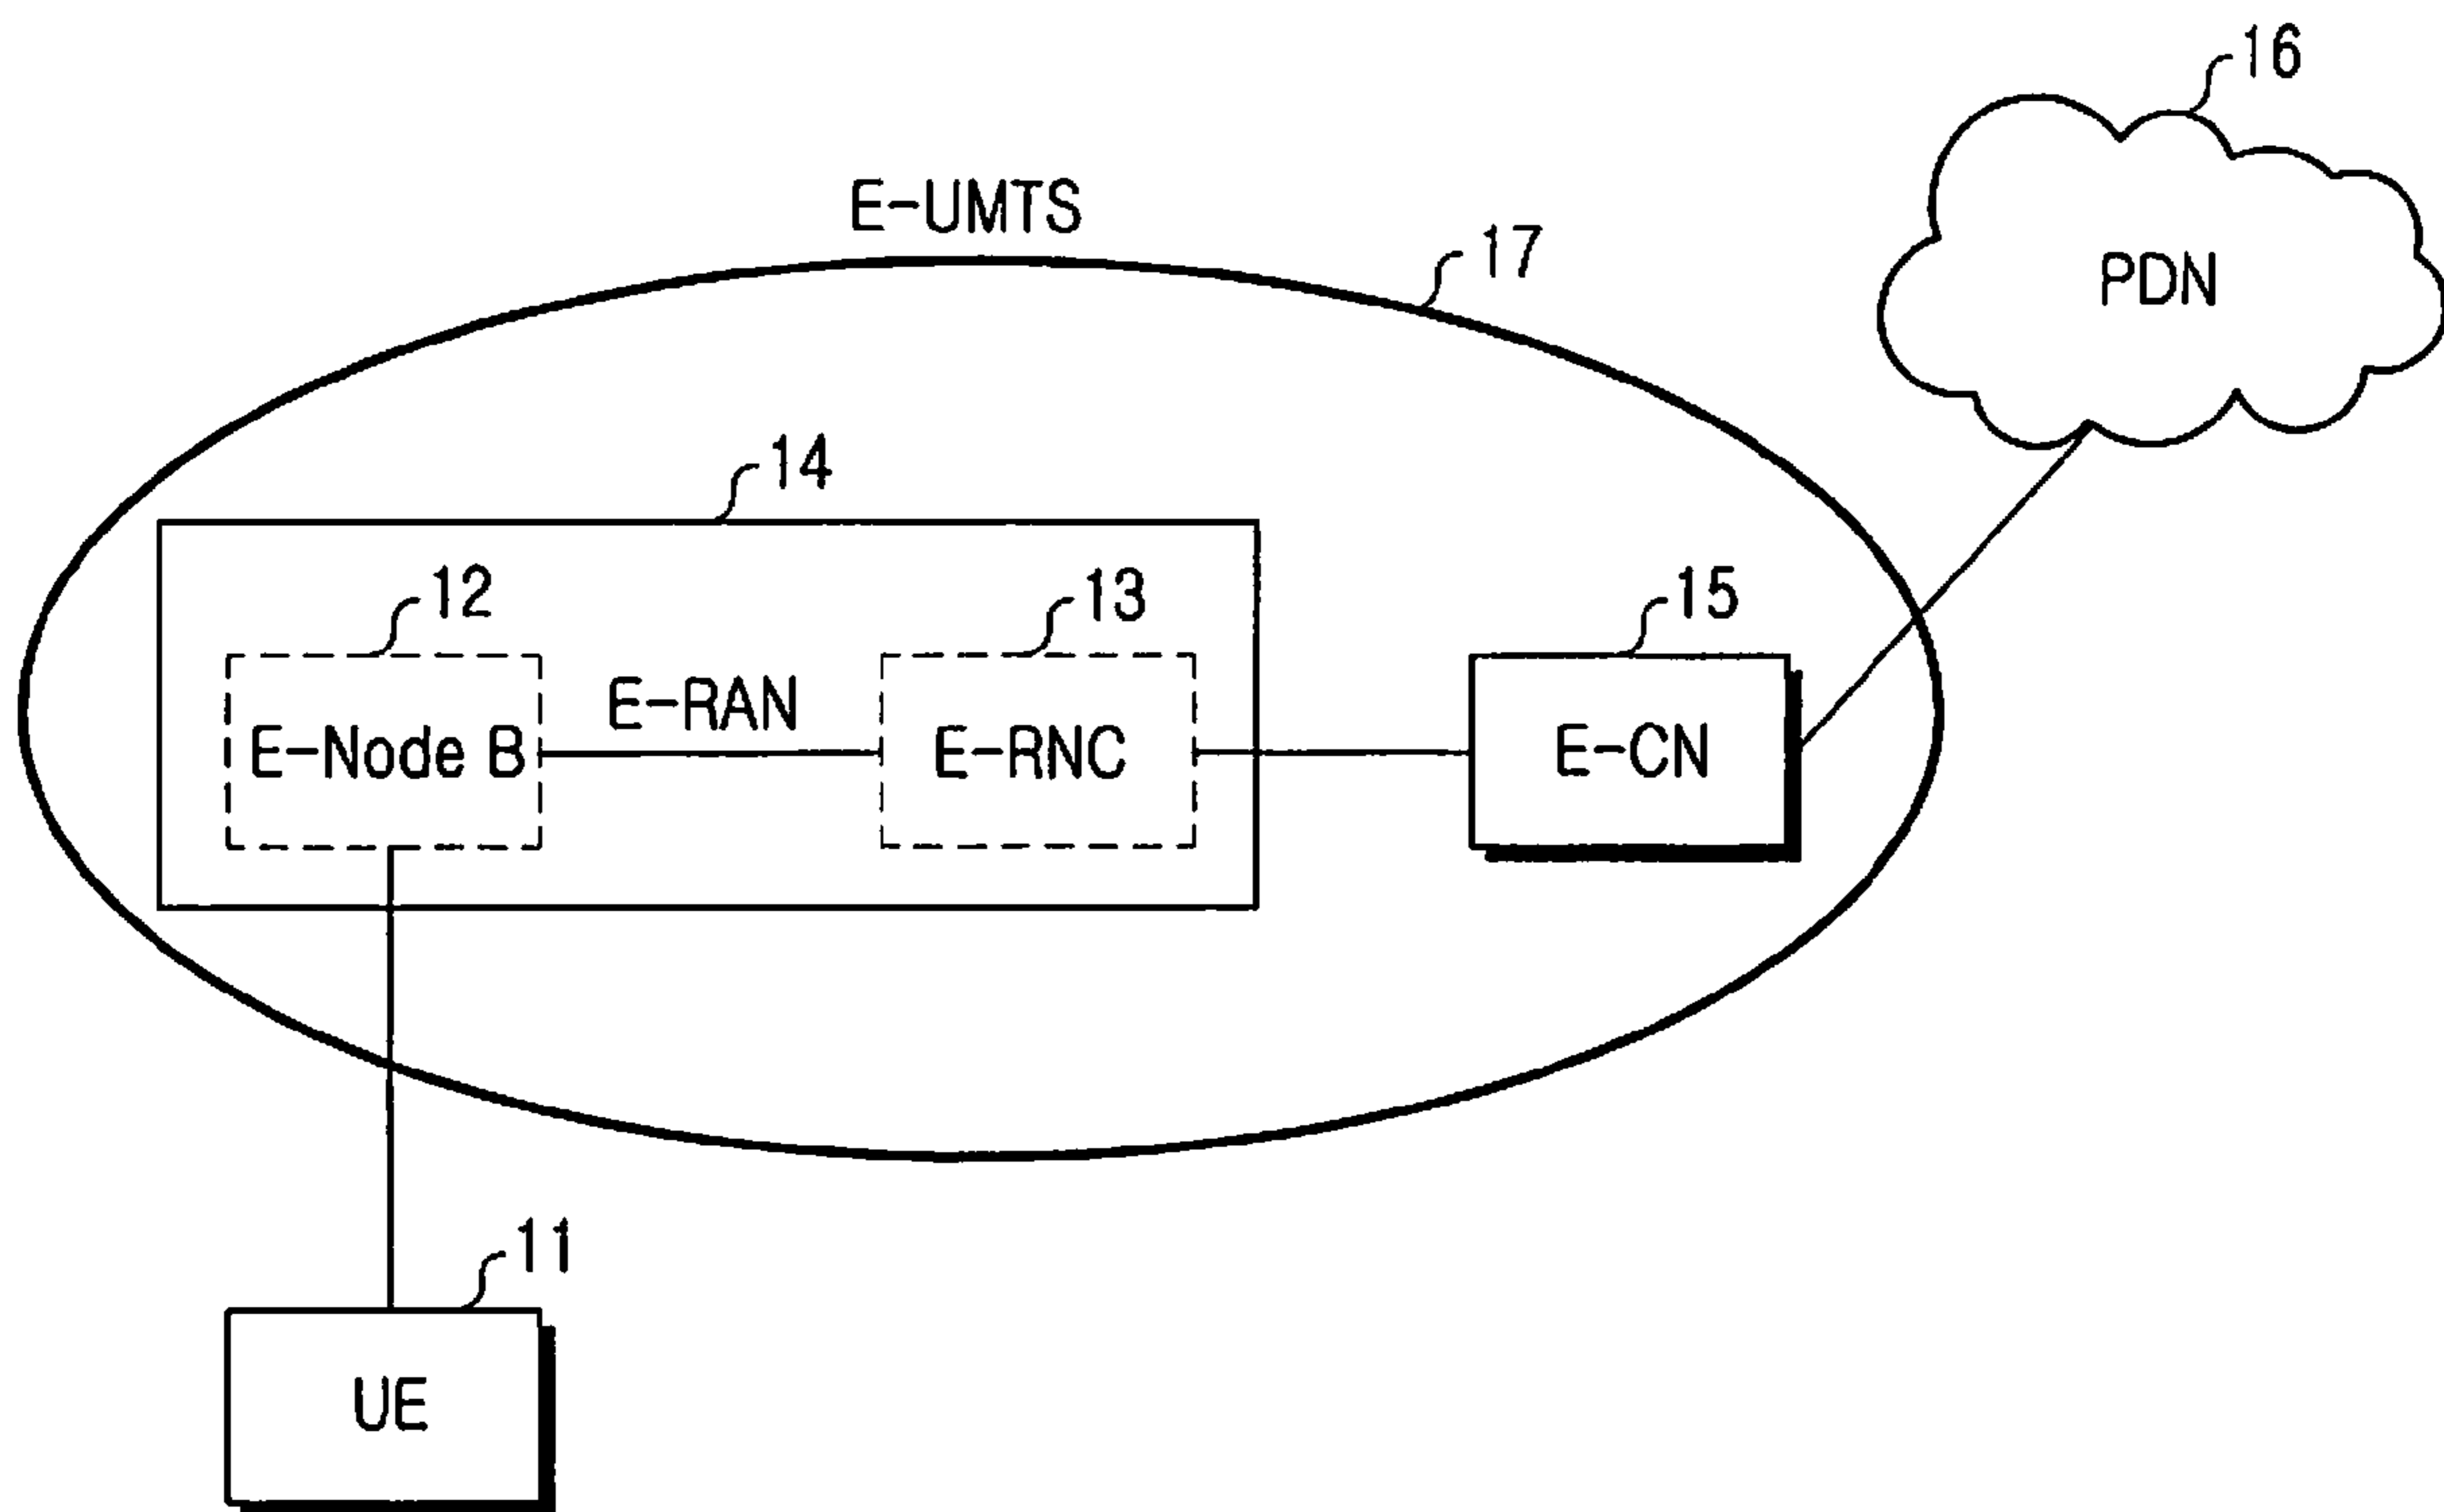 16
E-UMTS
17
PDN
14
12
13
15
E-RAN
E-Node B
E-RNC
E-CN
11
UE